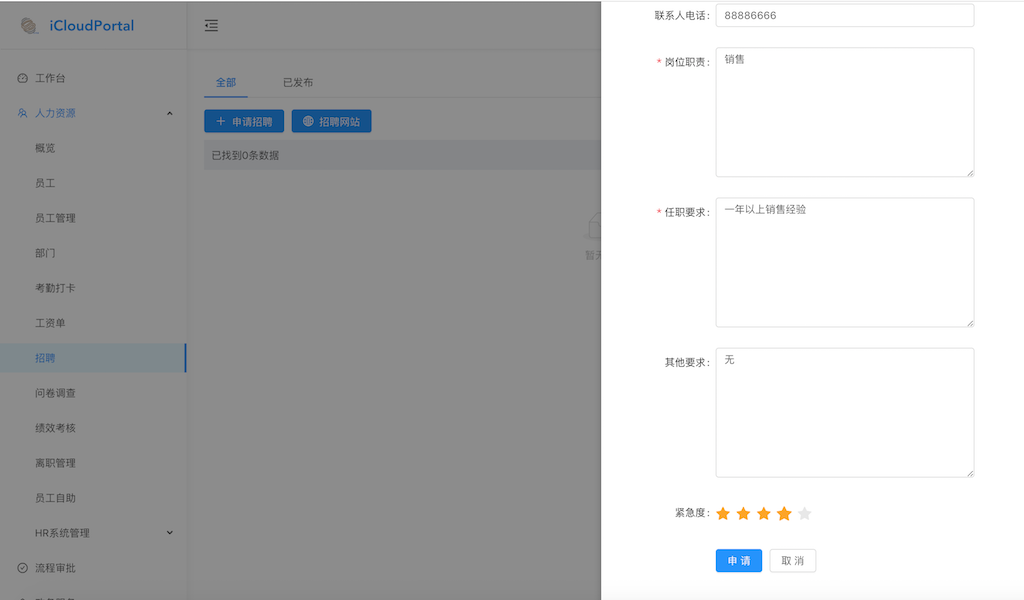 iCloudPortal
工作台
人力资源
概览
员工
员工管理
部门
考勤打卡
工资单
招聘
问卷调查
绩效考核
离职管理
员工自助
HR系统管理
流程审批
全部
已发布
+ 申请招聘
招聘网站
已找到0条数据
暂
联系人电话: 88886666
* 岗位职责: 销售
* 任职要求: 一年以上销售经验
其他要求: 无
紧急度:
申 请
取 消